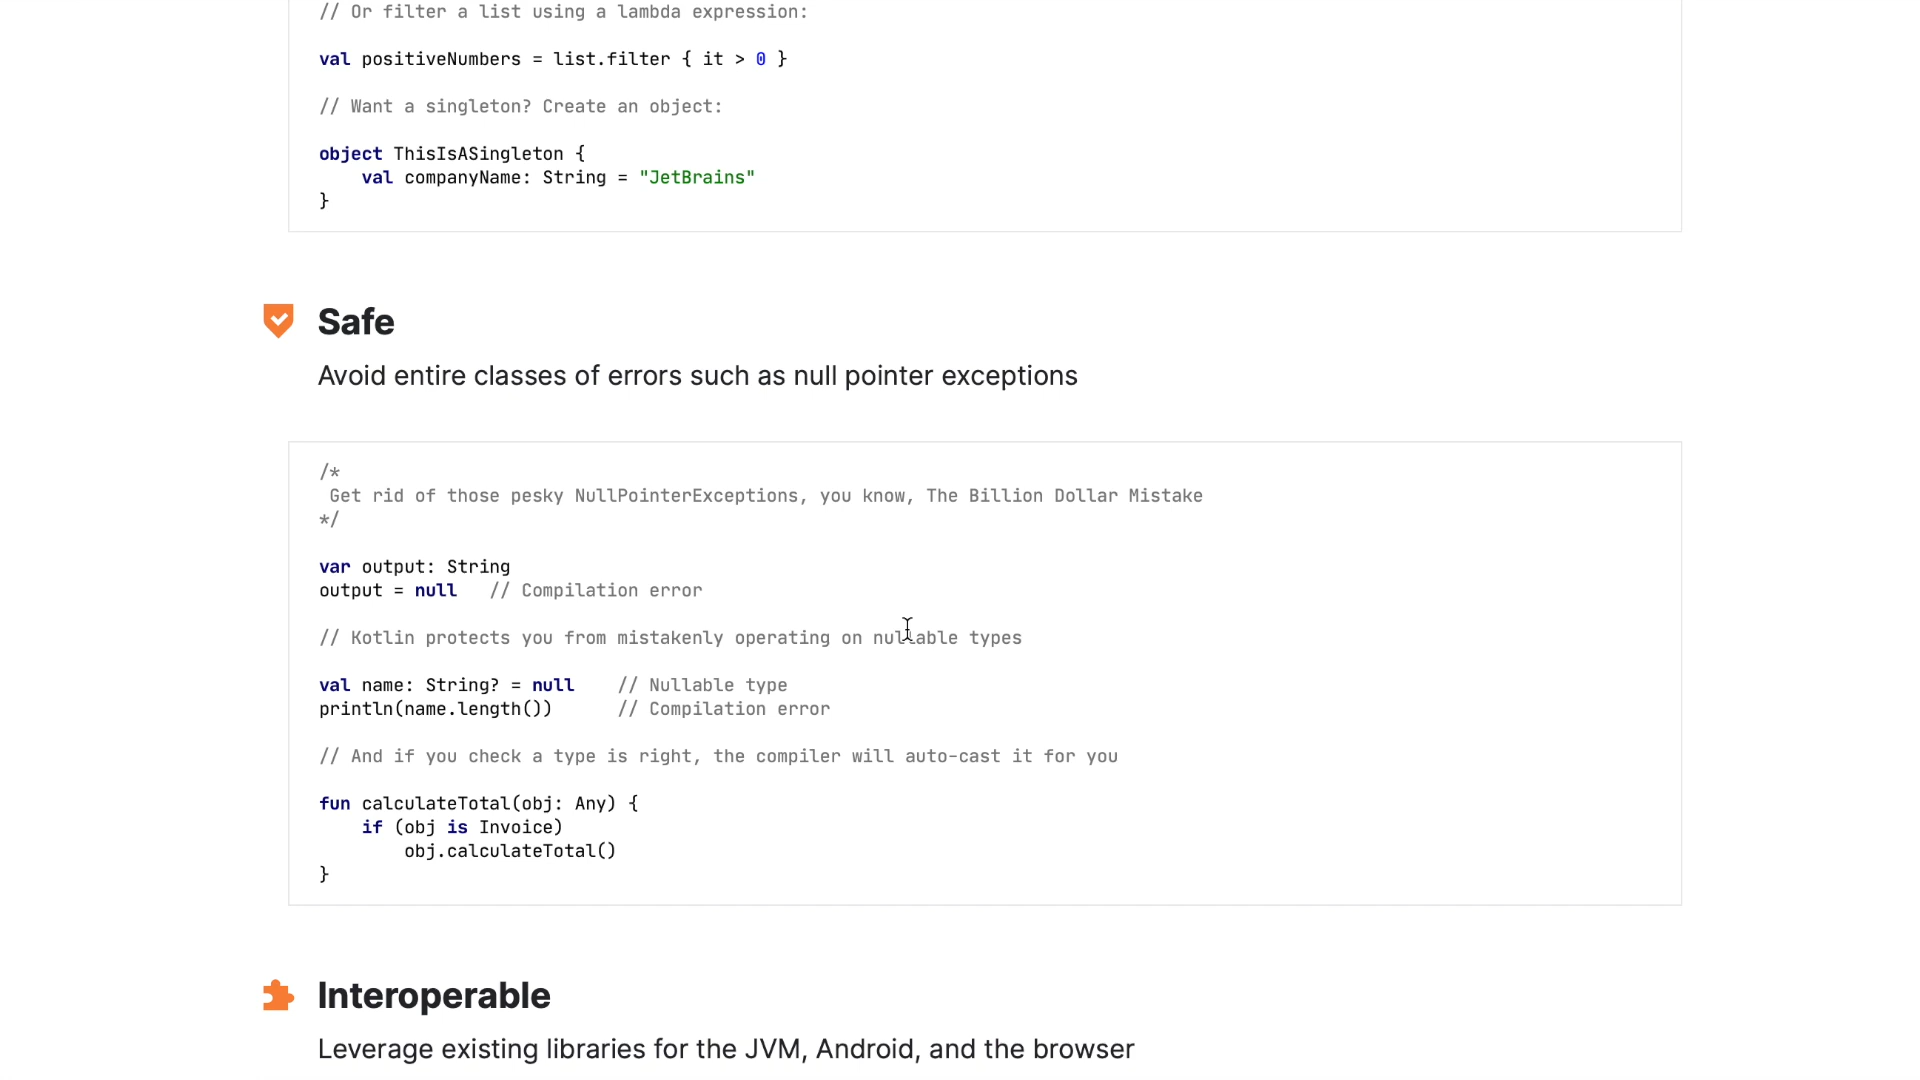 // Or filter a list using a lambda expression:
val positiveNumbers = list.filter { it > 0 }
// Want a singleton? Create an object:
object ThisIsASingleton {
    val companyName: String = "JetBrains"
}
Safe
Avoid entire classes of errors such as null pointer exceptions
/*
 Get rid of those pesky NullPointerExceptions, you know, The Billion Dollar Mistake
*/
var output: String
output = null   // Compilation error
// Kotlin protects you from mistakenly operating on nullable types
val name: String? = null    // Nullable type
println(name.length())      // Compilation error
// And if you check a type is right, the compiler will auto-cast it for you
fun calculateTotal(obj: Any) {
    if (obj is Invoice)
        obj.calculateTotal()
}
Interoperable
Leverage existing libraries for the JVM, Android, and the browser